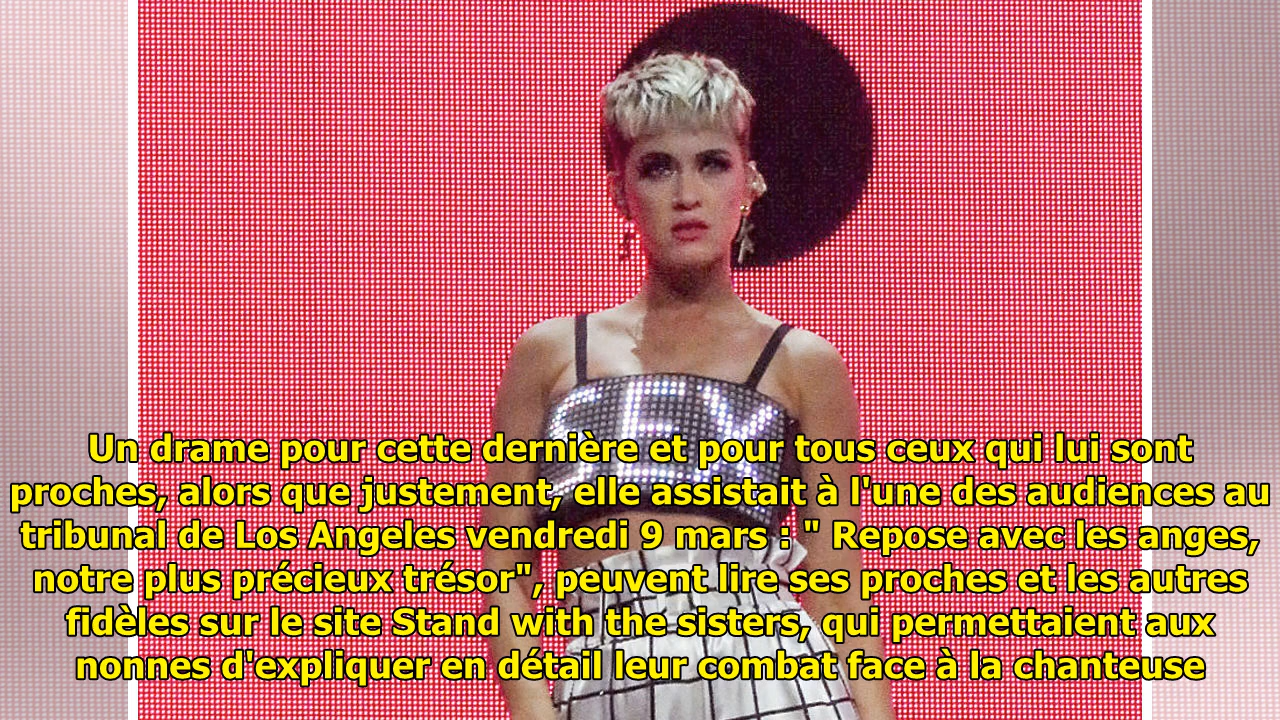 Un drame pour cette dernière et pour tous ceux qui lui sont
proches, alors que justement, elle assistait à l'une des audiences au
tribunal de Los Angeles vendredi 9 mars : " Repose avec les anges,
notre plus précieux trésor", peuvent lire ses proches et les autres
fidèles sur le site Stand with the sisters, qui permettaient aux
nonnes d'expliquer en détail leur combat face à la chanteuse